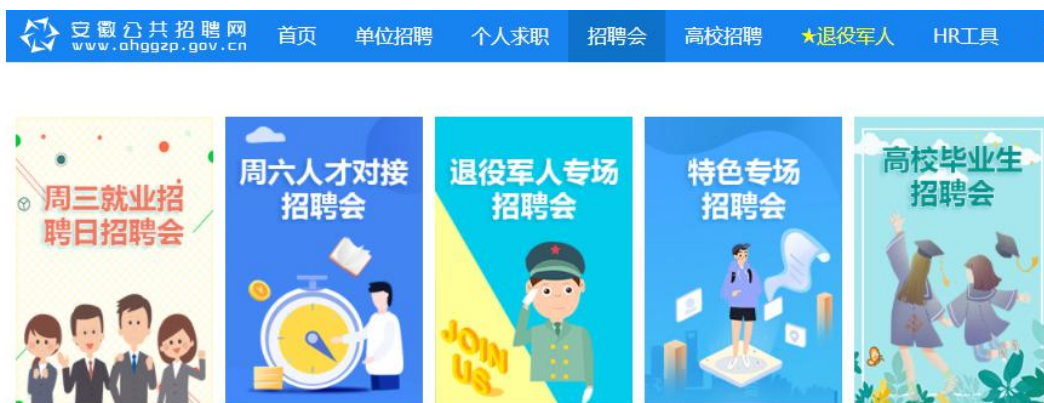 安徽公共招聘网
www.ahggzp.gov.cn
首页 单位招聘 个人求职 招聘会 高校招聘 ★退役军人 HR工具
周三就业招
聘日招聘会
周六人才对接
招聘会
退役军人专场
招聘会
JOIN
US
特色专场
招聘会
高校毕业生
招聘会